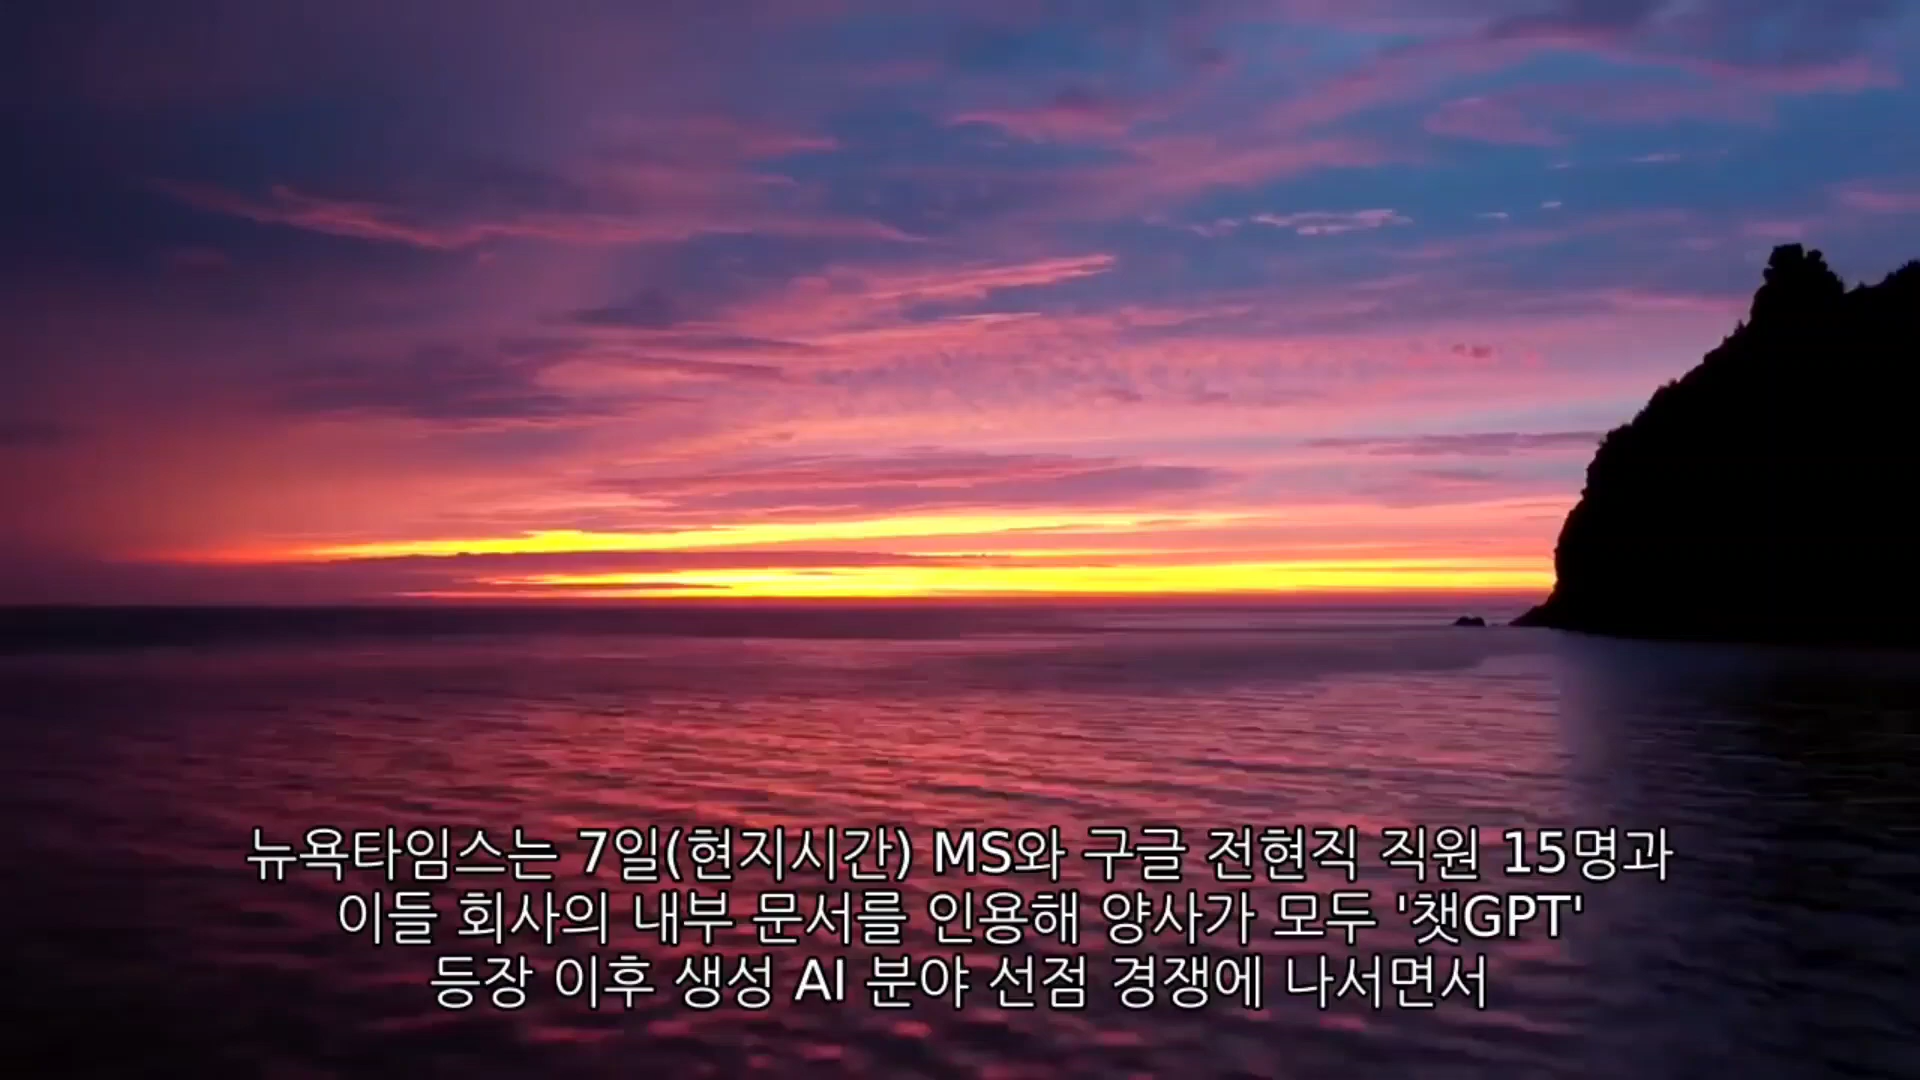 뉴욕타임스는 7일(현지시간) MS와 구글 전현직 직원 15명과
이들 회사의 내부 문서를 인용해 양사가 모두 '챗GPT'
등장 이후 생성 AI 분야 선점 경쟁에 나서면서